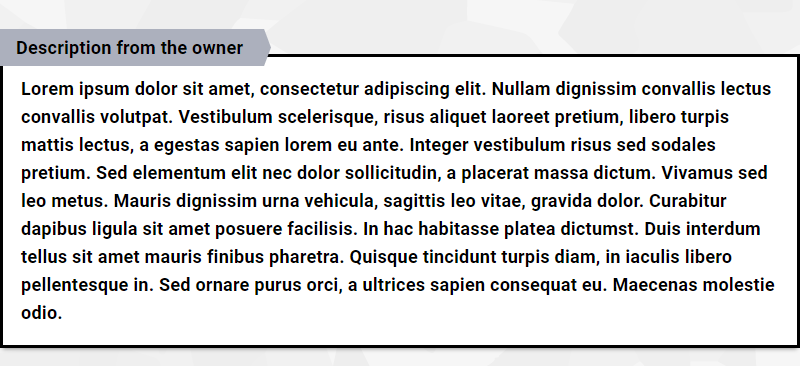 Description from the owner
Lorem ipsum dolor sit amet, consectetur adipiscing elit. Nullam dignissim convallis lectus
convallis volutpat. Vestibulum scelerisque, risus aliquet laoreet pretium, libero turpis
mattis lectus, a egestas sapien lorem eu ante. Integer vestibulum risus sed sodales
pretium. Sed elementum elit nec dolor sollicitudin, a placerat massa dictum. Vivamus sed
leo metus. Mauris dignissim urna vehicula, sagittis leo vitae, gravida dolor. Curabitur
dapibus ligula sit amet posuere facilisis. In hac habitasse platea dictumst. Duis interdum
tellus sit amet mauris finibus pharetra. Quisque tincidunt turpis diam, in iaculis libero
pellentesque in. Sed ornare purus orci, a ultrices sapien consequat eu. Maecenas molestie
odio.